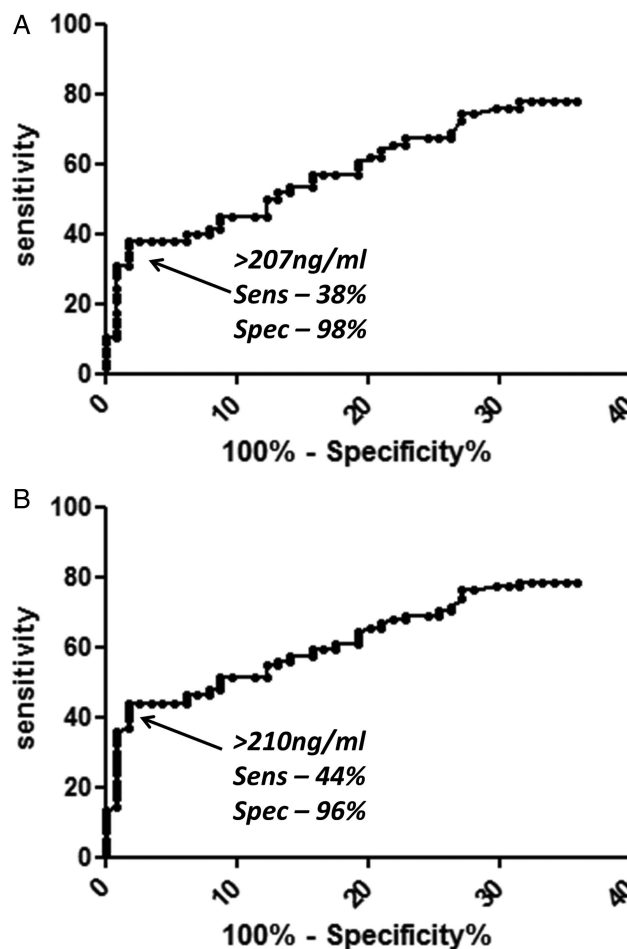 A
sensitivity
100
80
60
40
20
0
>207ng/ml
Sens – 38%
Spec – 98%
0
10
20
30
40
100% - Specificity%
B
sensitivity
100
80
60
40
20
0
>210ng/ml
Sens – 44%
Spec – 96%
0
10
20
30
40
100% - Specificity%